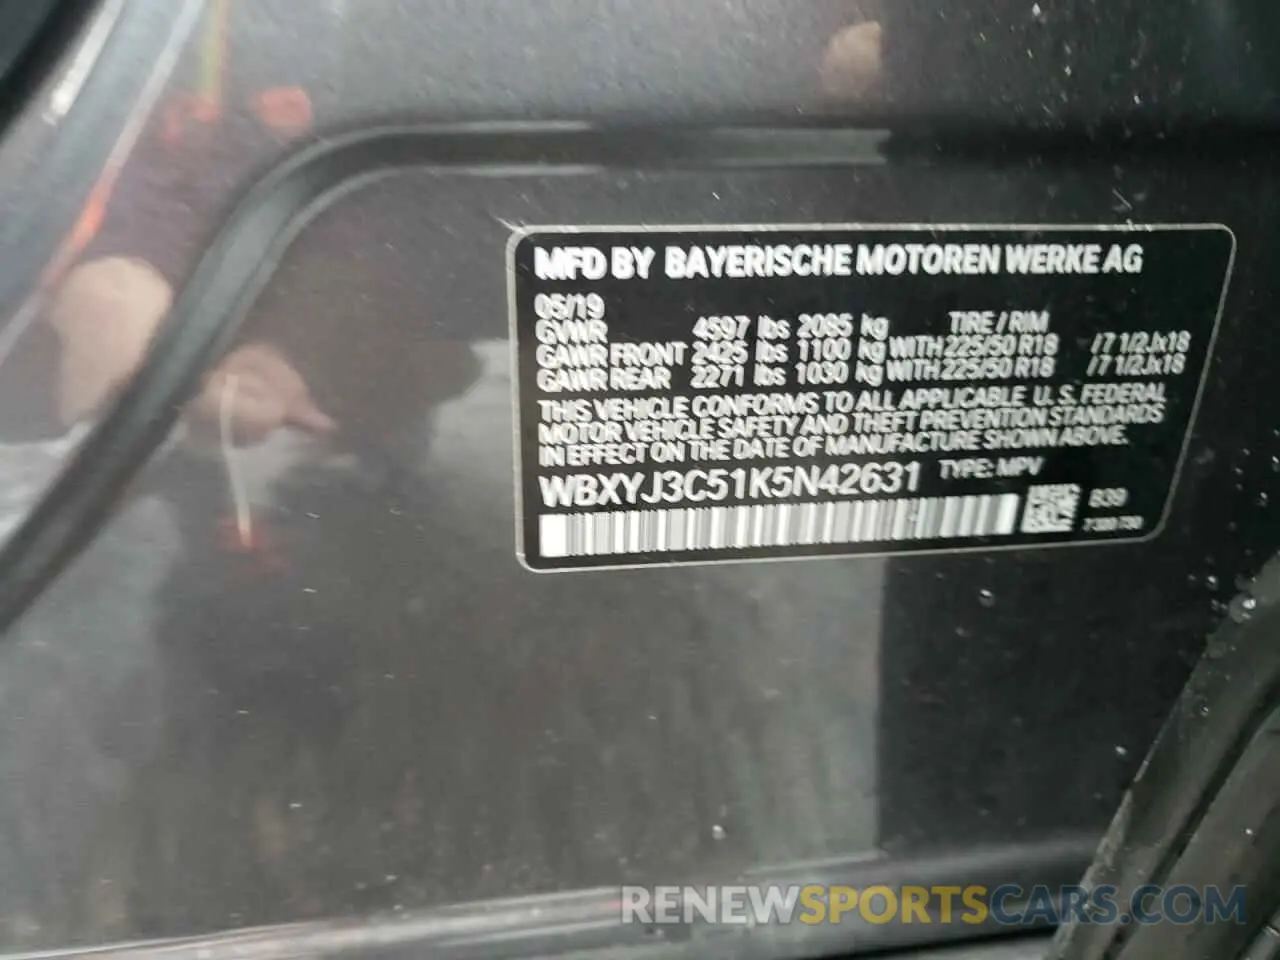 MFD BY BAYERISCHE MOTOREN WERKE AG
05/19
GVWR 4597 lbs 2085 kg TIRE / RIM
GAWR FRONT 2425 lbs 1100 kg WITH 225/50 R18 / 7 1/2Jx18
GAWR REAR 2271 lbs 1030 kg WITH 225/50 R18 / 7 1/2Jx18
THIS VEHICLE CONFORMS TO ALL APPLICABLE U. S. FEDERAL
MOTOR VEHICLE SAFETY AND THEFT PREVENTION STANDARDS
IN EFFECT ON THE DATE OF MANUFACTURE SHOWN ABOVE.
WBXYJ3C51K5N42631 TYPE: MPV
B39
RENEWSPORTSCARS.COM